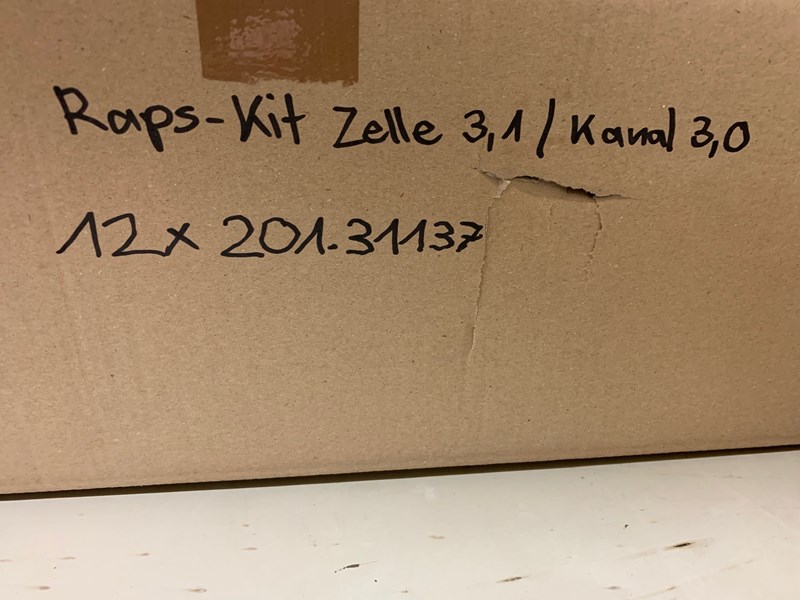 Raps-Kit Zelle 3,1 / Kanal 3,0
12x 201.31137